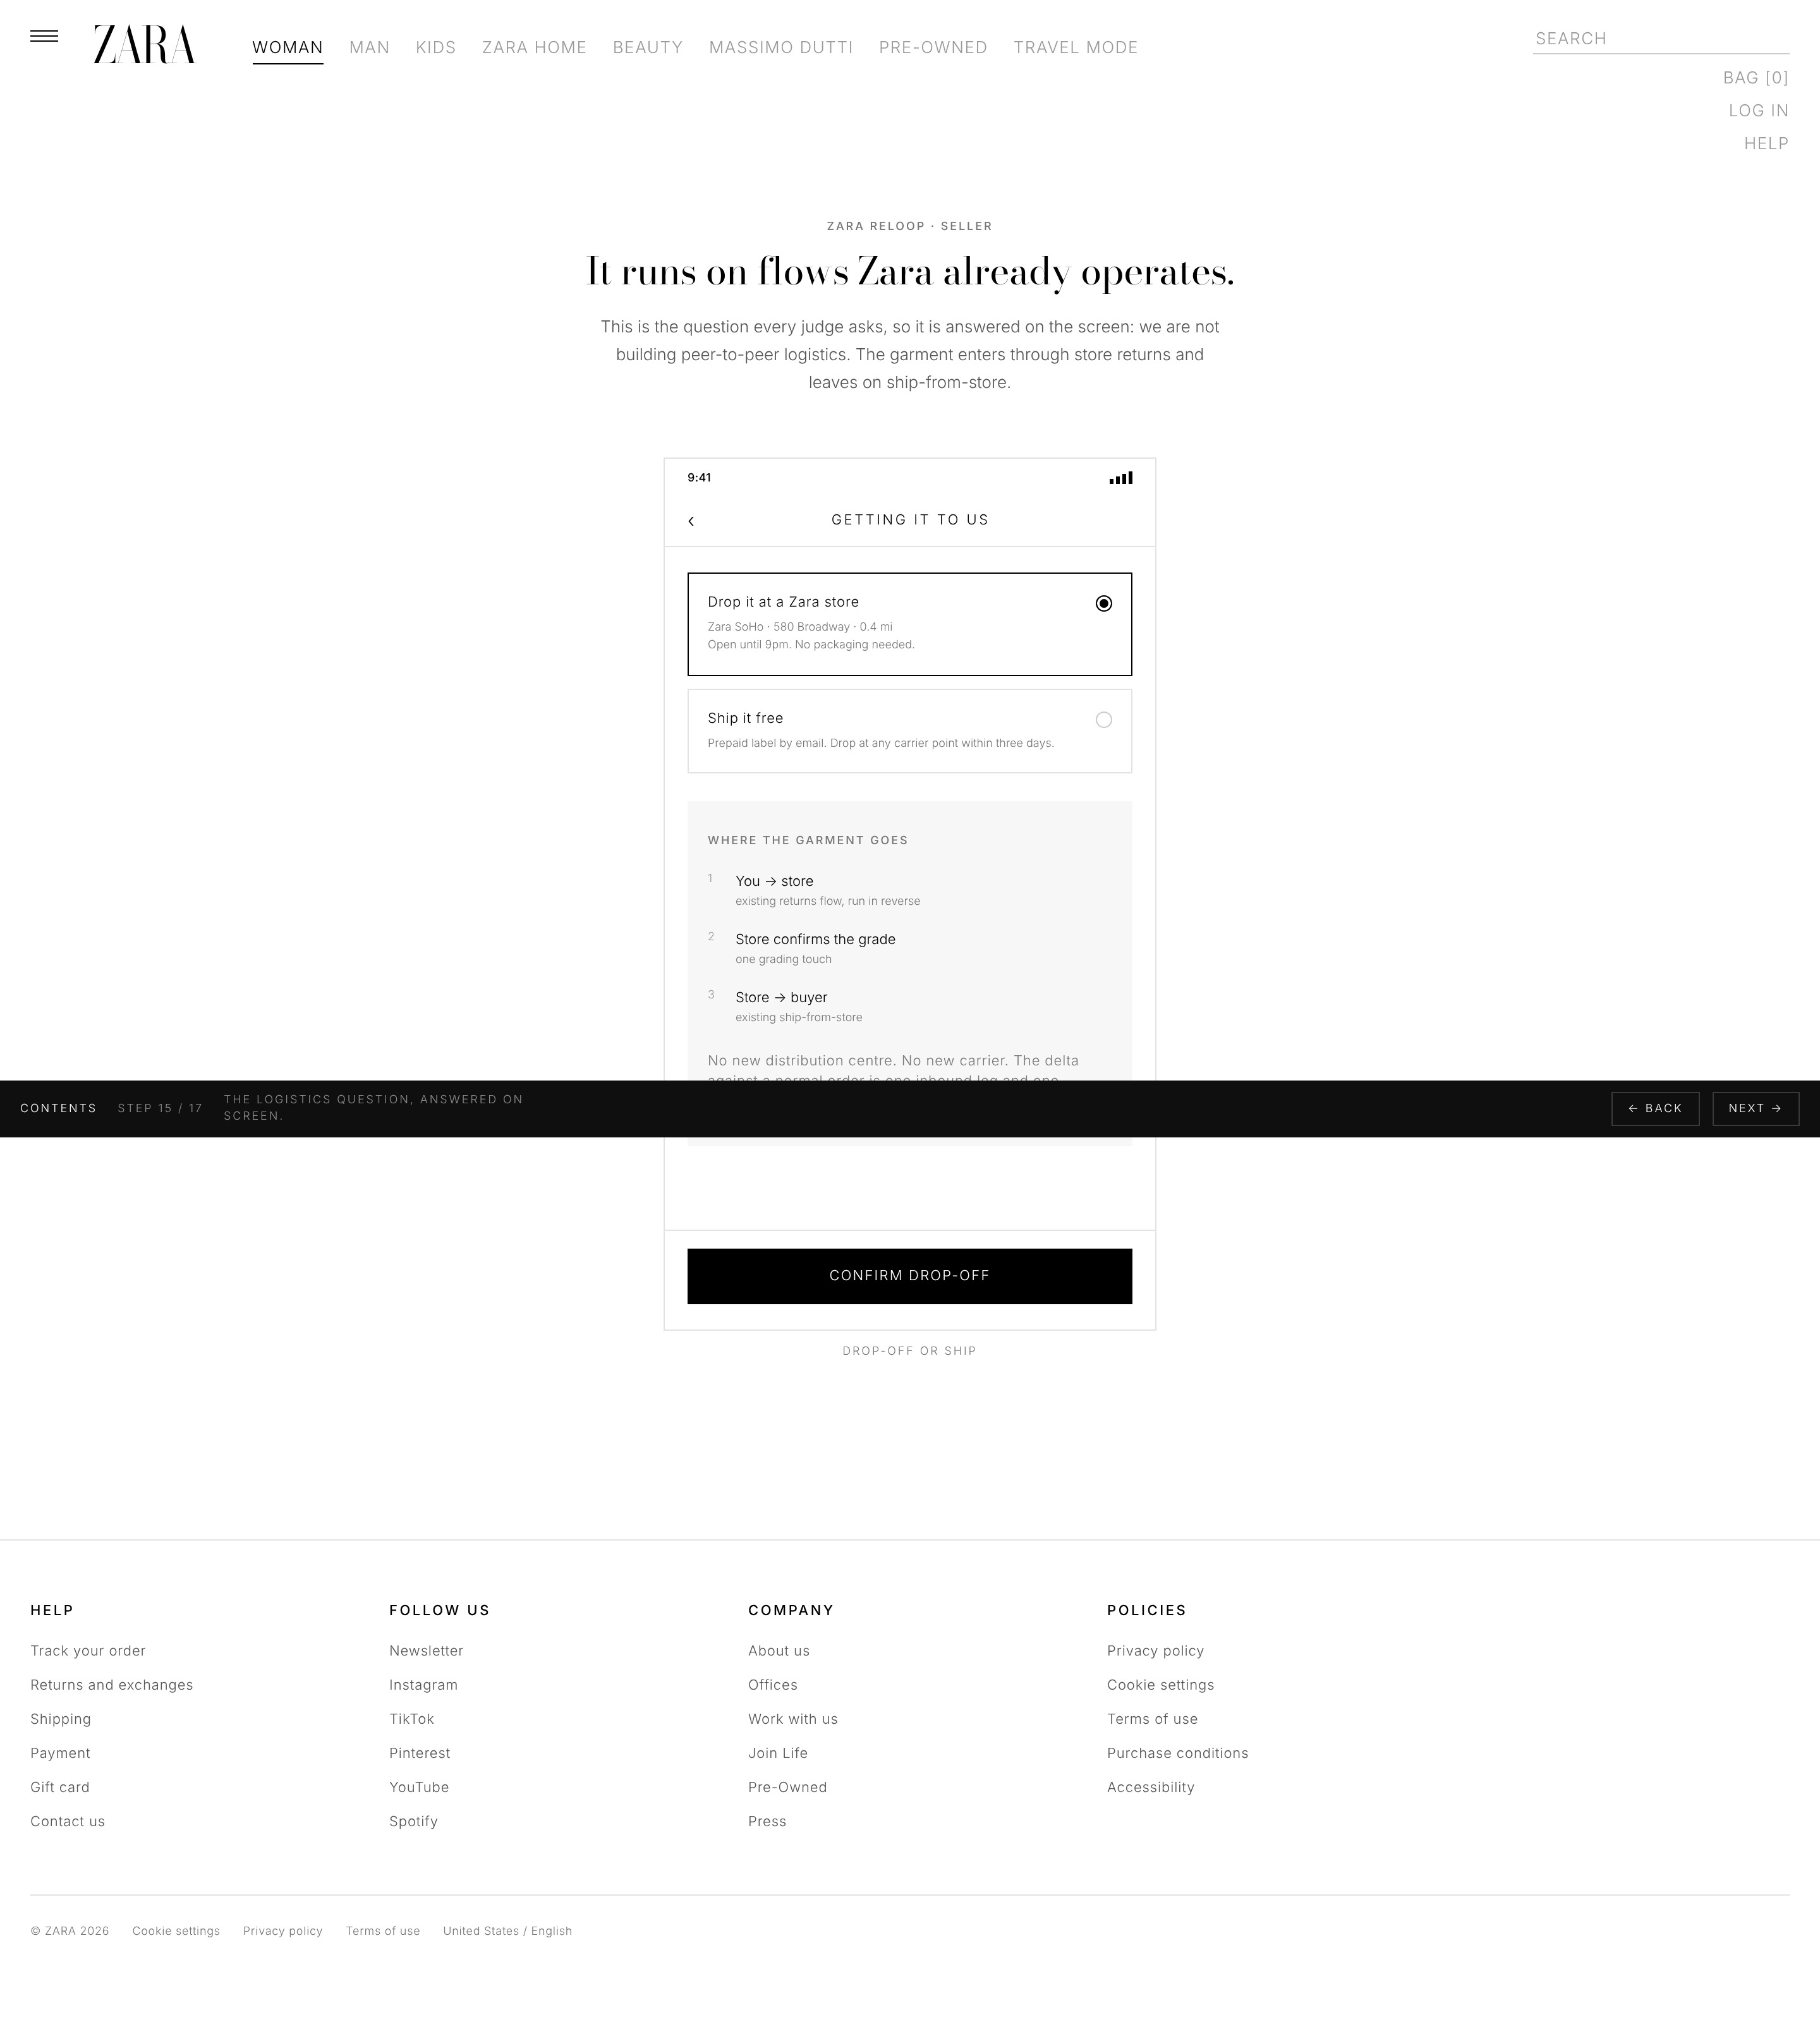 ZARA
WOMAN MAN KIDS ZARA HOME BEAUTY MASSIMO DUTTI PRE-OWNED TRAVEL MODE
SEARCH
BAG [0]
LOG IN
HELP
ZARA RELOOP · SELLER
It runs on flows Zara already operates.
This is the question every judge asks, so it is answered on the screen: we are not
building peer-to-peer logistics. The garment enters through store returns and
leaves on ship-from-store.
9:41
‹ GETTING IT TO US
Drop it at a Zara store
Zara SoHo · 580 Broadway · 0.4 mi
Open until 9pm. No packaging needed.
Ship it free
Prepaid label by email. Drop at any carrier point within three days.
WHERE THE GARMENT GOES
1 You → store
existing returns flow, run in reverse
2 Store confirms the grade
one grading touch
3 Store → buyer
existing ship-from-store
No new distribution centre. No new carrier. The delta
against a normal order is one inbound leg and one
CONTENTS STEP 15 / 17 THE LOGISTICS QUESTION, ANSWERED ON
SCREEN.
← BACK NEXT →
CONFIRM DROP-OFF
DROP-OFF OR SHIP
HELP
Track your order
Returns and exchanges
Shipping
Payment
Gift card
Contact us
FOLLOW US
Newsletter
Instagram
TikTok
Pinterest
YouTube
Spotify
COMPANY
About us
Offices
Work with us
Join Life
Pre-Owned
Press
POLICIES
Privacy policy
Cookie settings
Terms of use
Purchase conditions
Accessibility
© ZARA 2026 Cookie settings Privacy policy Terms of use United States / English